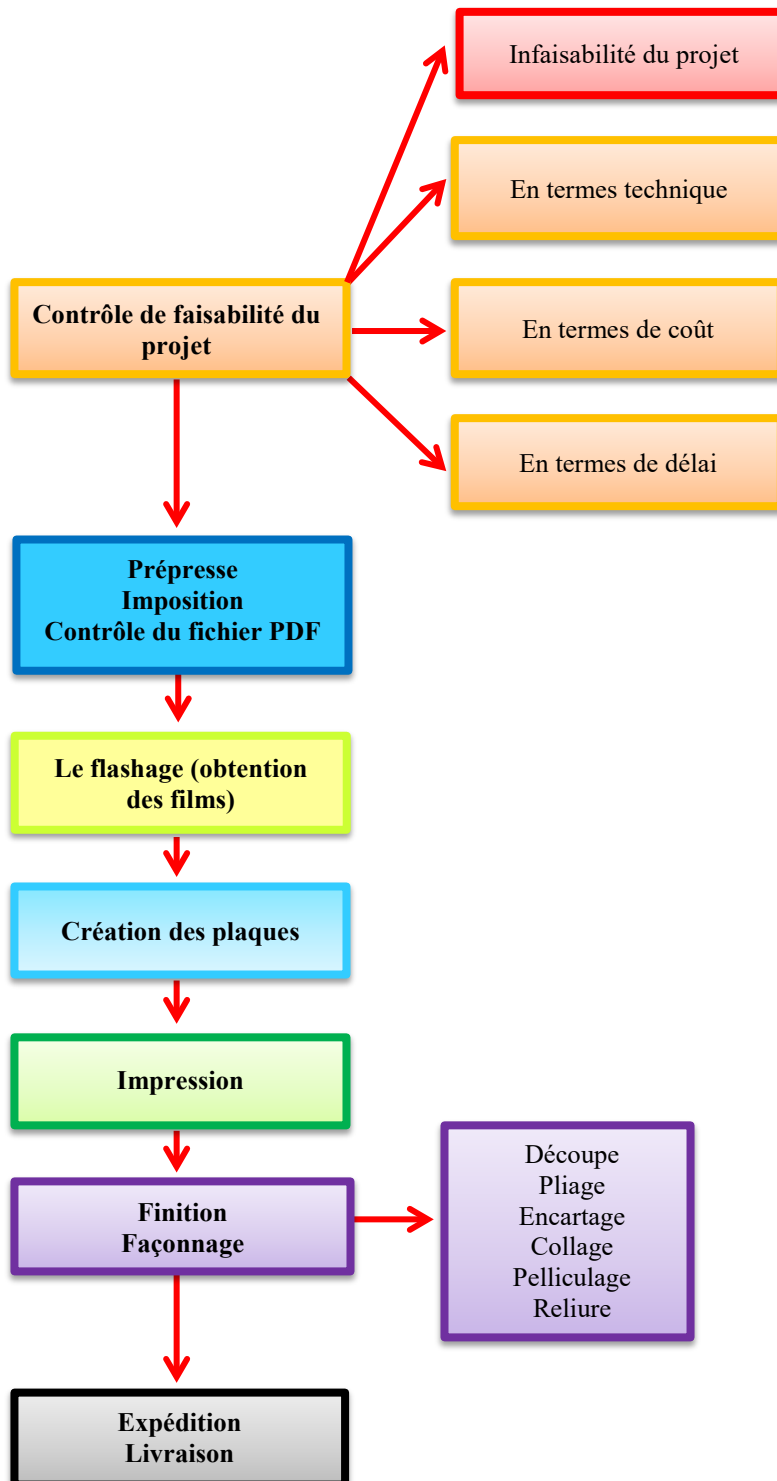 Infaisabilité du projet
En termes technique
Contrôle de faisabilité du
projet
En termes de coût
En termes de délai
Prépresse
Imposition
Contrôle du fichier PDF
Le flashage (obtention
des films)
Création des plaques
Impression
Finition
Façonnage
Découpe
Pliage
Encartage
Collage
Pelliculage
Reliure
Expédition
Livraison